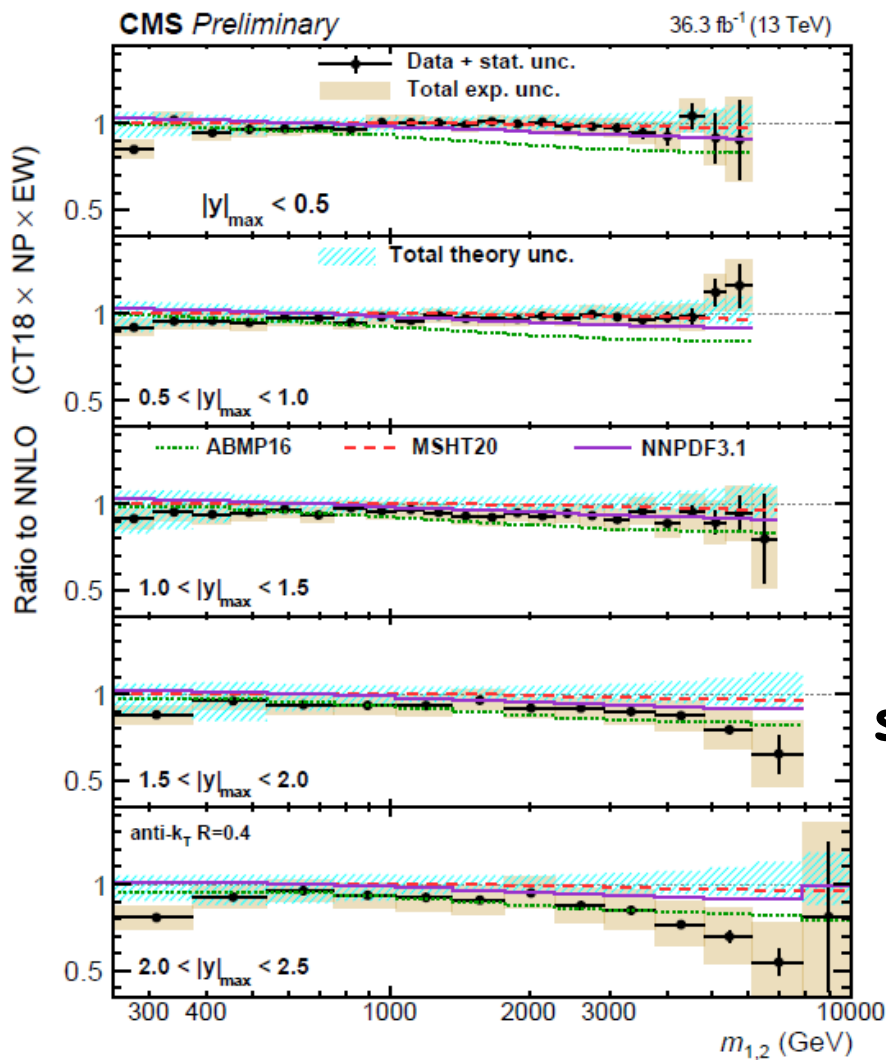 CMS Preliminary 36.3 fb⁻¹ (13 TeV)
Data + stat. unc.
Total exp. unc.
1
0.5
|y|max < 0.5
Total theory unc.
1
0.5
0.5 < |y|max < 1.0
ABMP16 MSHT20 NNPDF3.1
1
0.5
1.0 < |y|max < 1.5
1
0.5
1.5 < |y|max < 2.0
anti-kT R=0.4
1
0.5
2.0 < |y|max < 2.5
300 400 1000 2000 3000 10000
m1,2 (GeV)
Ratio to NNLO (CT18 × NP × EW)
s